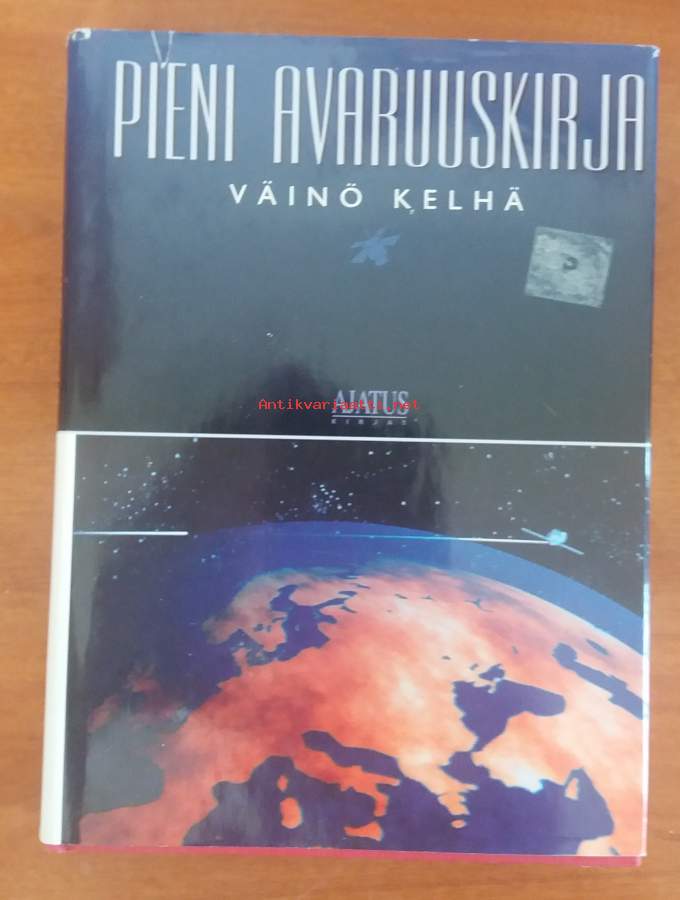 PIENI AVARUUSKIRJA
VÄINÖ KELHÄ
AJATUS
Antikvariaatti.net
KIRJAT